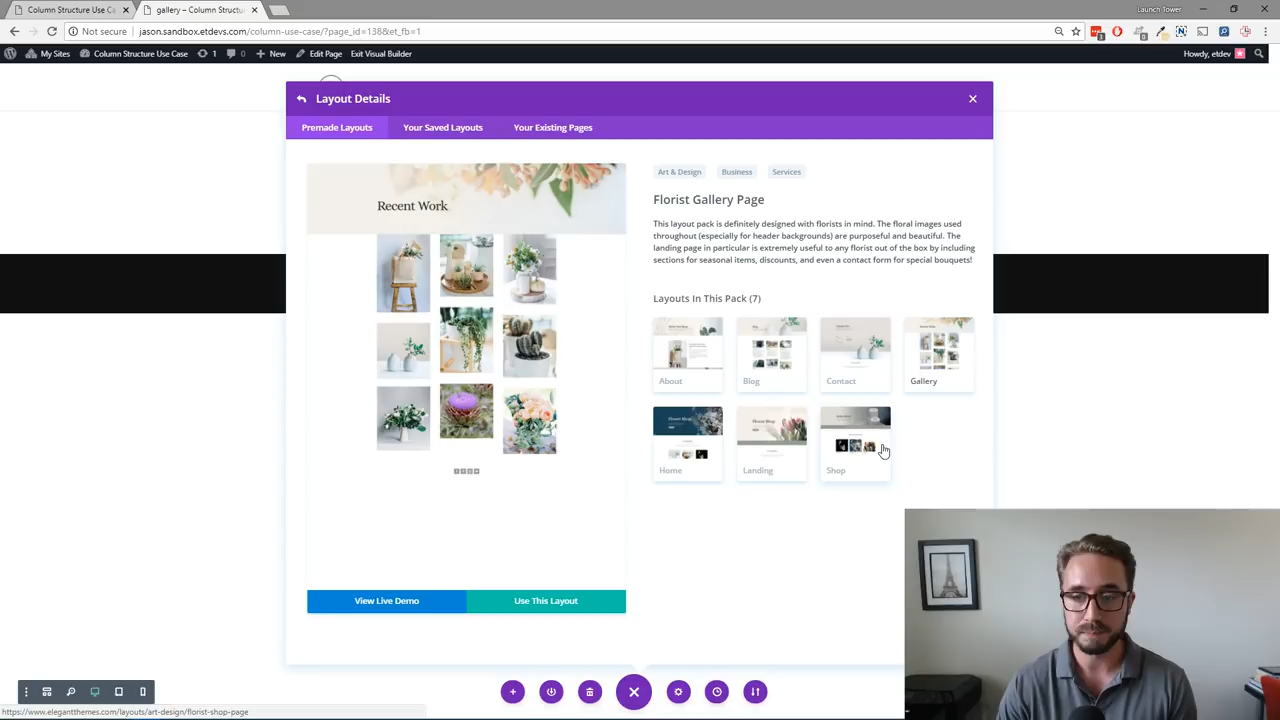 Column Structure Use Ca
gallery – Column Structu
Launch Tower
Not secure
jason.sandbox.etdevs.com/column-use-case/?page_id=138&et_fb=1
My Sites
Column Structure Use Case
1
New
Edit Page
Exit Visual Builder
Howdy, etdev
Layout Details
Premade Layouts
Your Saved Layouts
Your Existing Pages
Recent Work
Art & Design
Business
Services
Florist Gallery Page
This layout pack is definitely designed with florists in mind. The floral images used
throughout (especially for header backgrounds) are purposeful and beautiful. The
landing page in particular is extremely useful to any florist out of the box by including
sections for seasonal items, discounts, and even a contact form for special bouquets!
Layouts In This Pack (7)
About
Blog
Contact
Gallery
Home
Landing
Shop
View Live Demo
Use This Layout
https://www.elegantthemes.com/layouts/art-design/florist-shop-page